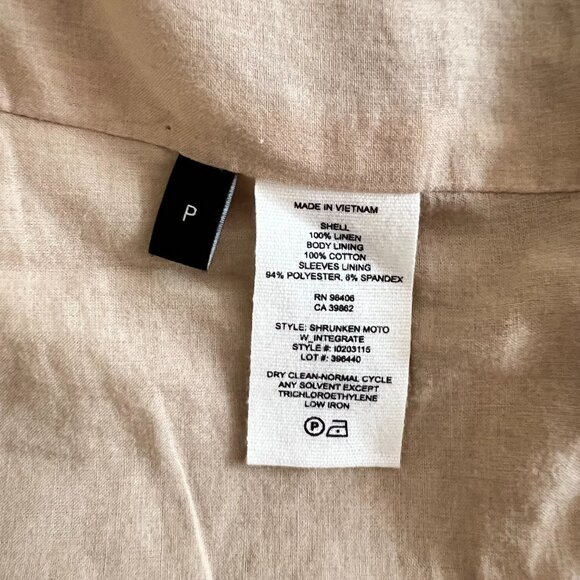 P
MADE IN VIETNAM
SHELL
100% LINEN
BODY LINING
100% COTTON
SLEEVES LINING
94% POLYESTER, 6% SPANDEX
RN 98406
CA 39862
STYLE: SHRUNKEN MOTO
W_INTEGRATE
STYLE #: I0203115
LOT #: 396440
DRY CLEAN-NORMAL CYCLE
ANY SOLVENT EXCEPT
TRICHLOROETHYLENE
LOW IRON
P